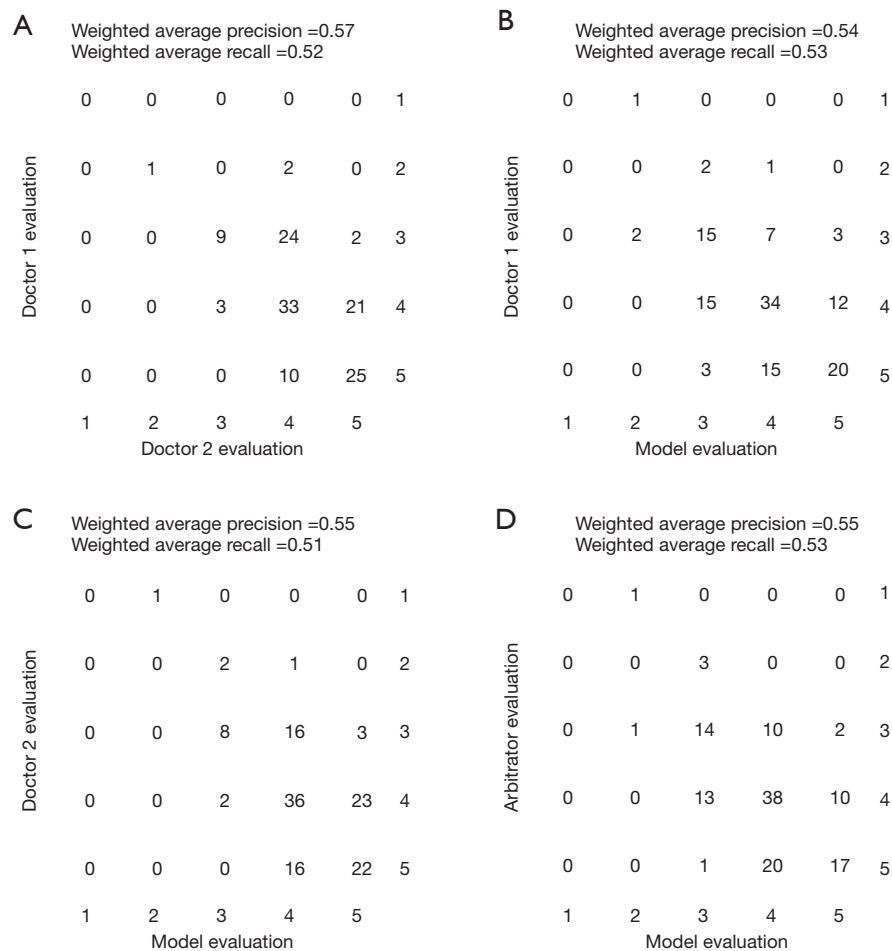 A
Weighted average precision =0.57
Weighted average recall =0.52
Doctor 1 evaluation
0 0 0 0 0 1
0 1 0 2 0 2
0 0 9 24 2 3
0 0 3 33 21 4
0 0 0 10 25 5
1 2 3 4 5
Doctor 2 evaluation
B
Weighted average precision =0.54
Weighted average recall =0.53
Doctor 1 evaluation
0 1 0 0 0 1
0 0 2 1 0 2
0 2 15 7 3 3
0 0 15 34 12 4
0 0 3 15 20 5
1 2 3 4 5
Model evaluation
C
Weighted average precision =0.55
Weighted average recall =0.51
Doctor 2 evaluation
0 1 0 0 0 1
0 0 2 1 0 2
0 0 8 16 3 3
0 0 2 36 23 4
0 0 0 16 22 5
1 2 3 4 5
Model evaluation
D
Weighted average precision =0.55
Weighted average recall =0.53
Arbitrator evaluation
0 1 0 0 0 1
0 0 3 0 0 2
0 1 14 10 2 3
0 0 13 38 10 4
0 0 1 20 17 5
1 2 3 4 5
Model evaluation